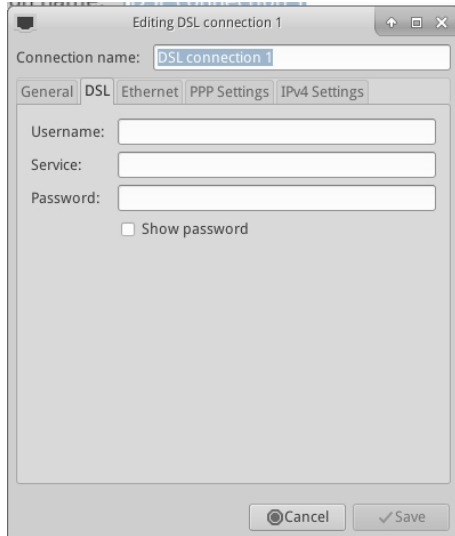 Editing DSL connection 1
Connection name: DSL connection 1
General DSL Ethernet PPP Settings IPv4 Settings
Username:
Service:
Password:
Show password
Cancel Save